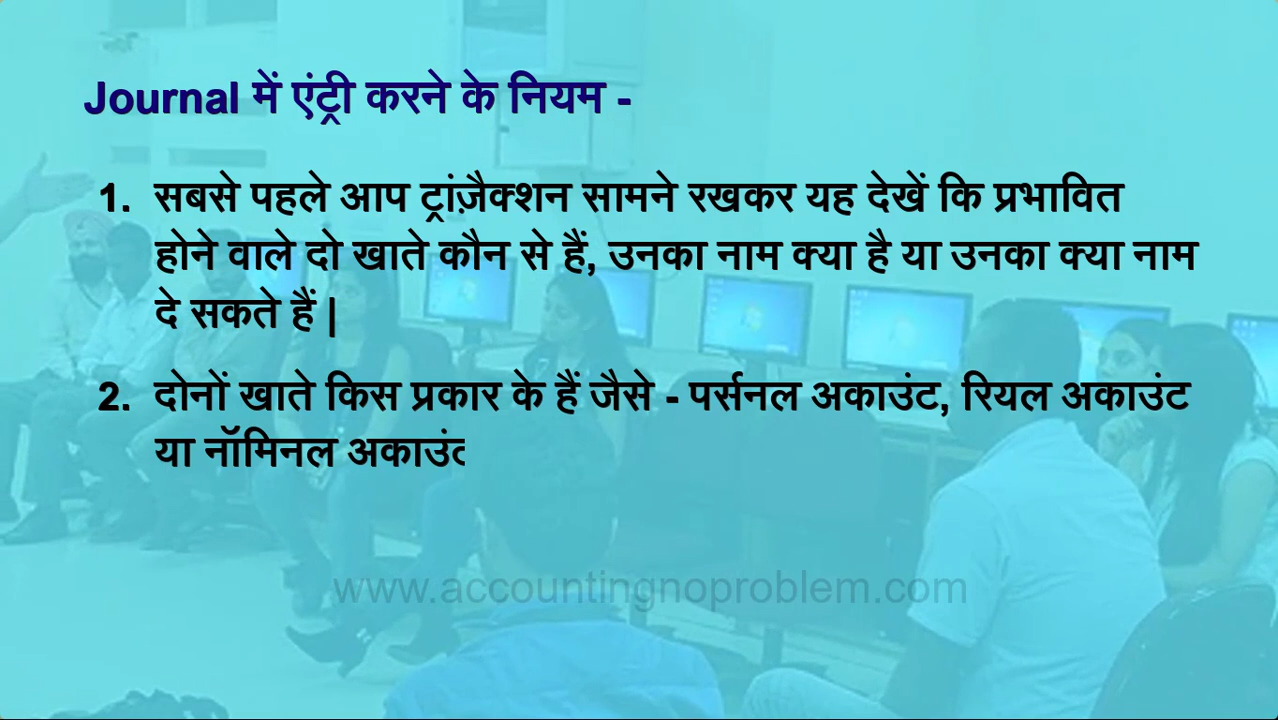 Journal में एंट्री करने के नियम -
1. सबसे पहले आप ट्रांज़ैक्शन सामने रखकर यह देखें कि प्रभावित
होने वाले दो खाते कौन से हैं, उनका नाम क्या है या उनका क्या नाम
दे सकते हैं |
2. दोनों खाते किस प्रकार के हैं जैसे - पर्सनल अकाउंट, रियल अकाउंट
या नॉमिनल
www.accountingnoproblem.com